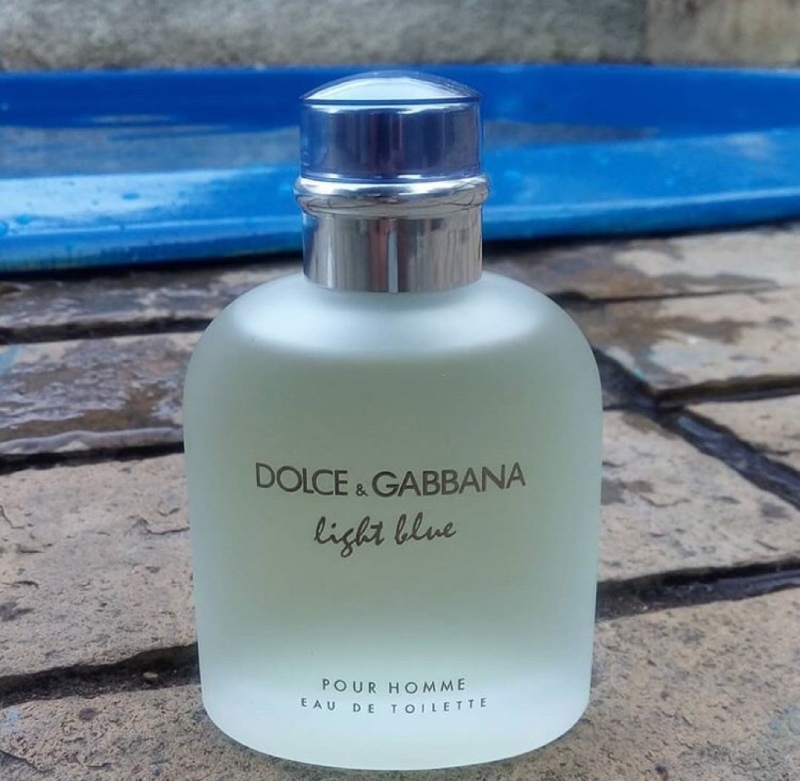 DOLCE & GABBANA
light blue
POUR HOMME
EAU DE TOILETTE